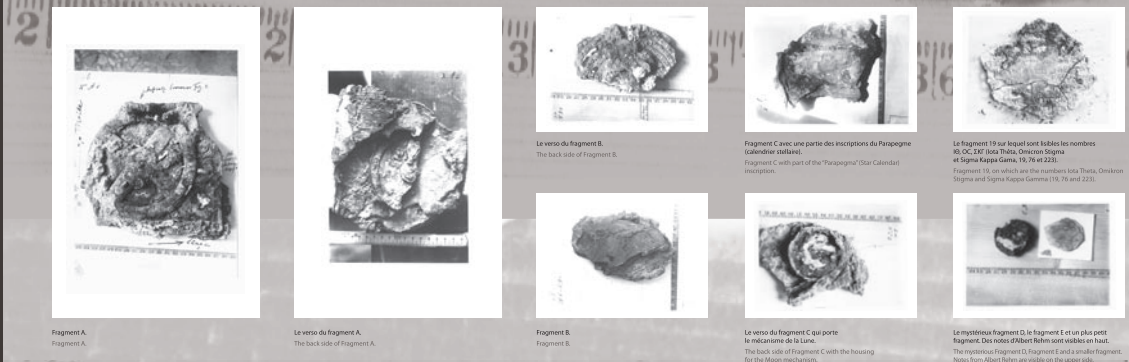 Le verso du fragment B.
The back side of Fragment B.
Fragment C avec une partie des inscriptions du Parapegme
(calendrier stellaire).
Fragment C with part of the "Parapegma" (Star Calendar)
inscription.
Le fragment 19 sur lequel sont lisibles les nombres
ΙΘ, ΟϹ, ΣΚΓ (Iota Thêta, Omicron Stigma
et Sigma Kappa Gama, 19, 76 et 223).
Fragment 19, on which are the numbers Iota Theta, Omikron
Stigma and Sigma Kappa Gamma (19, 76 and 223).
Fragment A.
Fragment A.
Le verso du fragment A.
The back side of Fragment A.
Fragment B.
Fragment B.
Le verso du fragment C qui porte
le mécanisme de la Lune.
The back side of Fragment C with the housing
for the Moon mechanism.
Le mystérieux fragment D, le fragment E et un plus petit
fragment. Des notes d'Albert Rehm sont visibles en haut.
The mysterious Fragment D, Fragment E and a smaller fragment.
Notes from Albert Rehm are visible on the upper side.